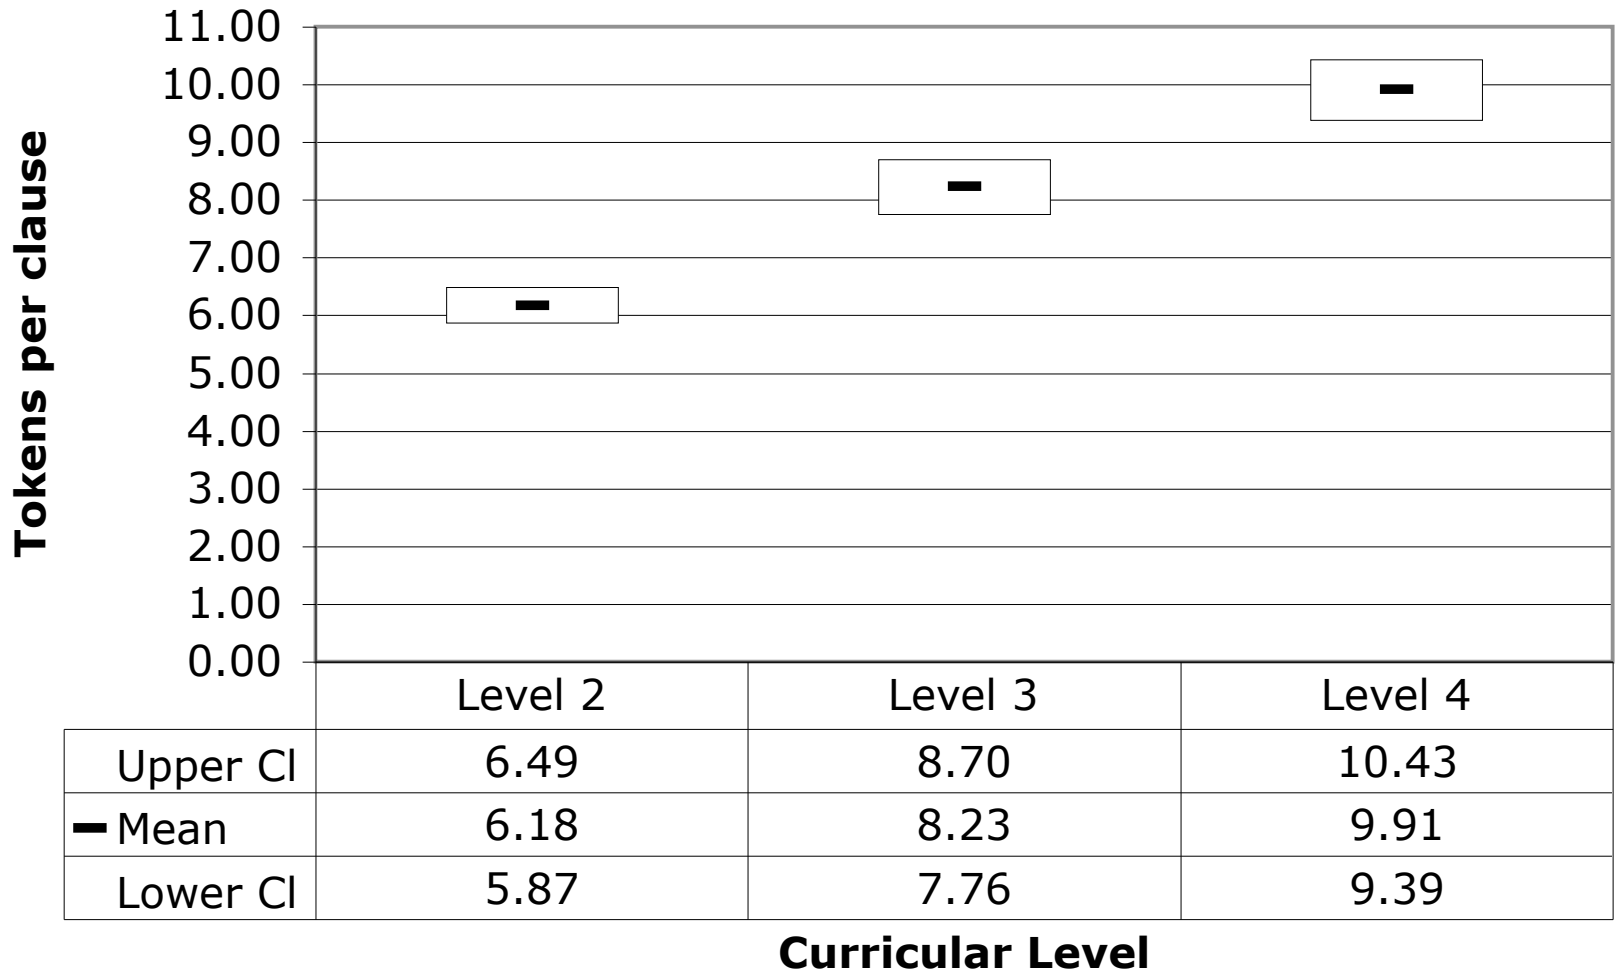 Tokens per clause
11.00
10.00
9.00
8.00
7.00
6.00
5.00
4.00
3.00
2.00
1.00
0.00
Level 2 Level 3 Level 4
Upper Cl 6.49 8.70 10.43
Mean 6.18 8.23 9.91
Lower Cl 5.87 7.76 9.39
Curricular Level